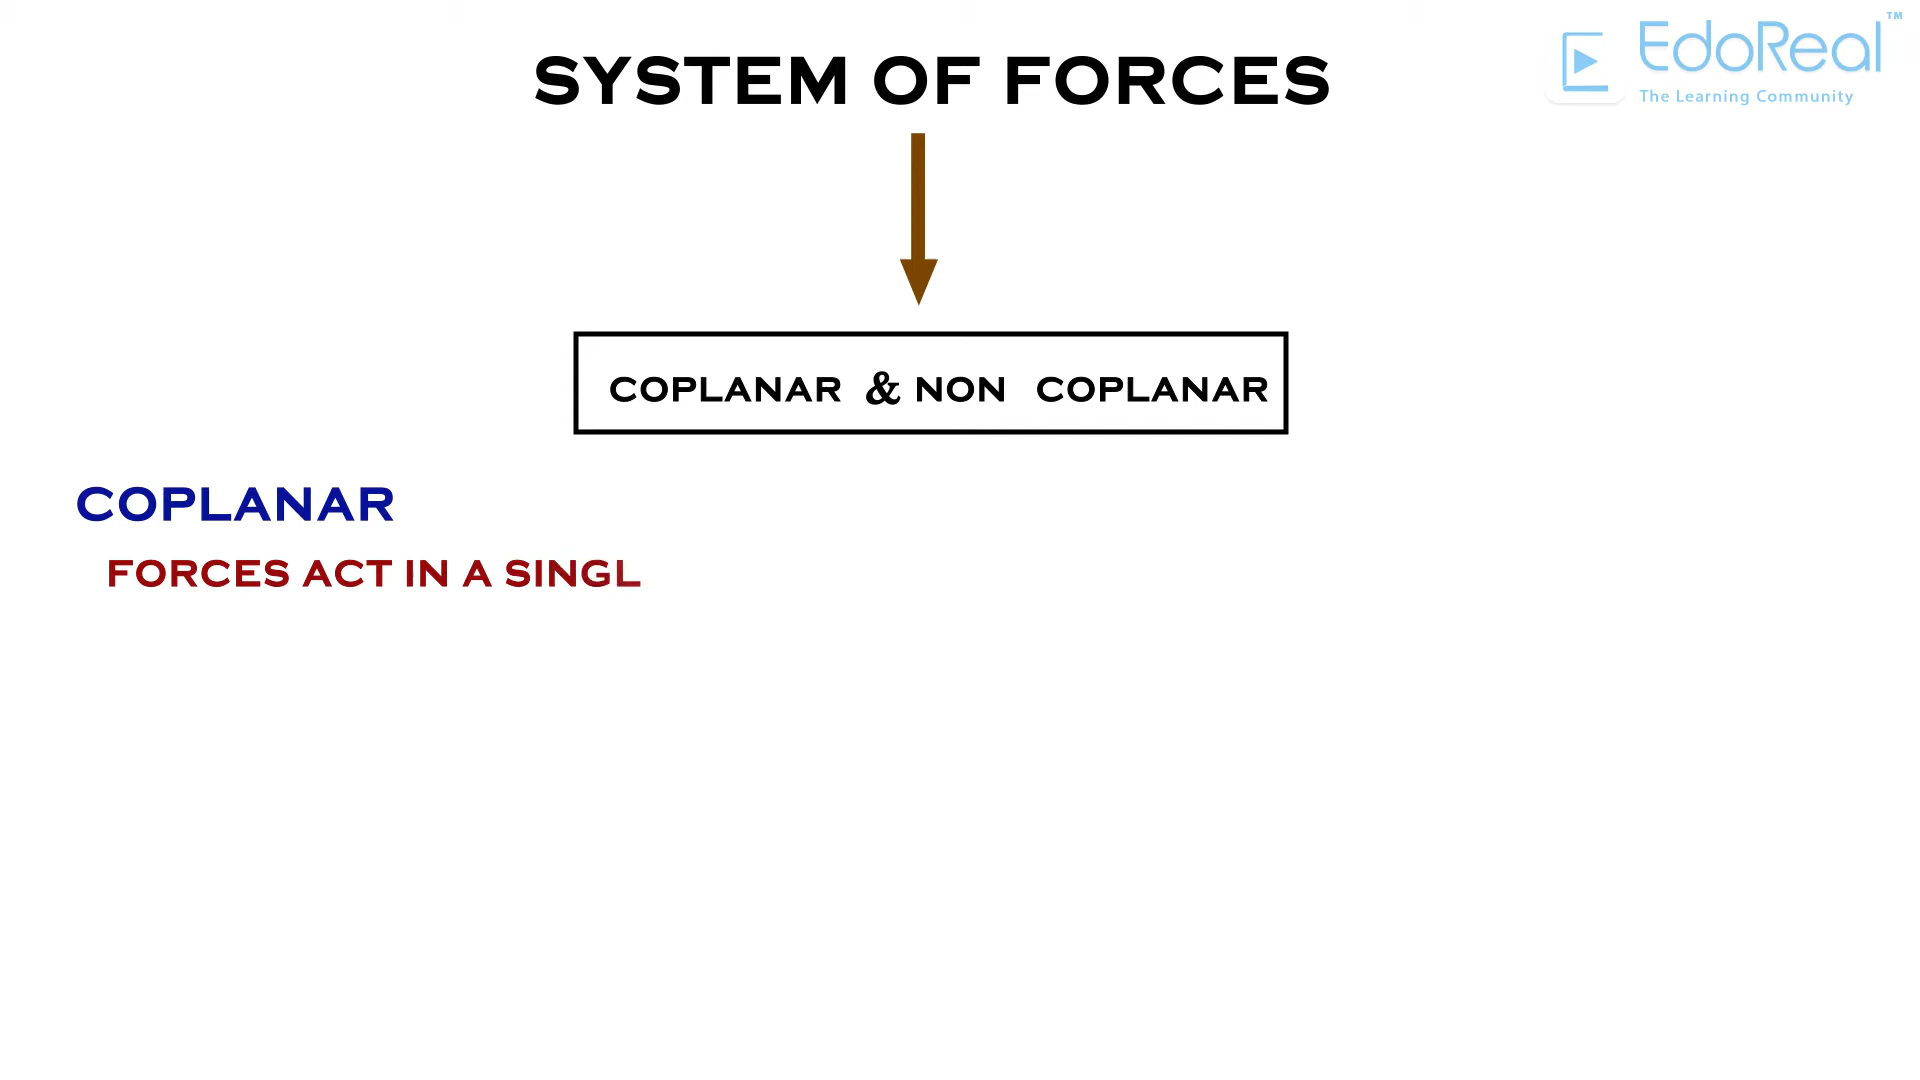 SYSTEM OF FORCES
EdoReal™
The Learning Community
COPLANAR & NON COPLANAR
COPLANAR
FORCES ACT IN A SINGL